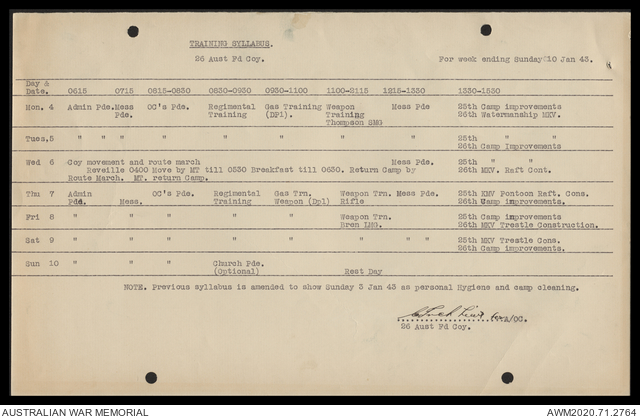 TRAINING SYLLABUS.
26 Aust Fd Coy. For week ending Sunday 10 Jan 43.
Day & Date. 0615 0715 0815-0830 0830-0930 0930-1100 1100-2115 1215-1330 1330-1530
Mon. 4 Admin Pde. Mess Pde. OC's Pde. Regimental Training Gas Training (DPl). Weapon Training Thompson SMG Mess Pde 25th Camp improvements
26th Watermanship MKV.
Tues, 5 " " " " " " " 25th " "
26th Camp Improvements
Wed 6 Coy movement and route march Mess Pde. 25th " "
Reveille 0400 Move by MT till 0530 Breakfast till 0630. Return Camp by 26th MKV. Raft Cont.
Route March. MT. return Camp.
Thu 7 Admin Pde. Mess. OC's Pde. Regimental Training Gas Trn. Weapon (Dpl) Weapon Trn. Rifle Mess Pde. 25th KMV Pontoon Raft. Cons.
26th Camp improvements.
Fri 8 " " " " " Weapon Trn. Bren LMG. 25th Camp improvements
26th MKV Trestle Construction.
Sat 9 " " " " " " " " 25th MKV Trestle Cons.
26th Camp improvements.
Sun 10 " " " Church Pde. (Optional) Rest Day
NOTE. Previous syllabus is amended to show Sunday 3 Jan 43 as personal Hygiene and camp cleaning.
A/OC.
26 Aust Fd Coy.
AUSTRALIAN WAR MEMORIAL AWM2020.71.2764